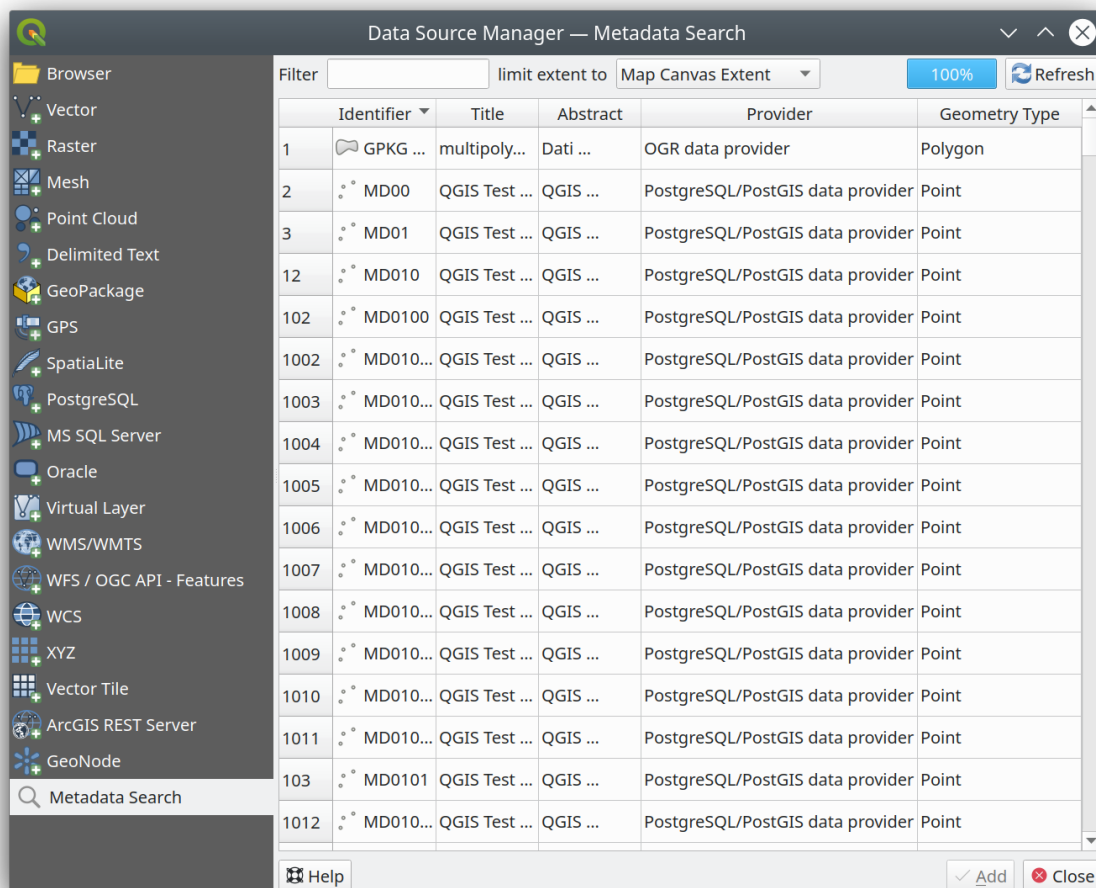 Data Source Manager — Metadata Search
Browser
Vector
Raster
Mesh
Point Cloud
Delimited Text
GeoPackage
GPS
SpatiaLite
PostgreSQL
MS SQL Server
Oracle
Virtual Layer
WMS/WMTS
WFS / OGC API - Features
WCS
XYZ
Vector Tile
ArcGIS REST Server
GeoNode
Metadata Search
Filter limit extent to Map Canvas Extent 100% Refresh
Identifier Title Abstract Provider Geometry Type
1 GPKG ... multipoly... Dati ... OGR data provider Polygon
2 MD00 QGIS Test ... QGIS ... PostgreSQL/PostGIS data provider Point
3 MD01 QGIS Test ... QGIS ... PostgreSQL/PostGIS data provider Point
12 MD010 QGIS Test ... QGIS ... PostgreSQL/PostGIS data provider Point
102 MD0100 QGIS Test ... QGIS ... PostgreSQL/PostGIS data provider Point
1002 MD010... QGIS Test ... QGIS ... PostgreSQL/PostGIS data provider Point
1003 MD010... QGIS Test ... QGIS ... PostgreSQL/PostGIS data provider Point
1004 MD010... QGIS Test ... QGIS ... PostgreSQL/PostGIS data provider Point
1005 MD010... QGIS Test ... QGIS ... PostgreSQL/PostGIS data provider Point
1006 MD010... QGIS Test ... QGIS ... PostgreSQL/PostGIS data provider Point
1007 MD010... QGIS Test ... QGIS ... PostgreSQL/PostGIS data provider Point
1008 MD010... QGIS Test ... QGIS ... PostgreSQL/PostGIS data provider Point
1009 MD010... QGIS Test ... QGIS ... PostgreSQL/PostGIS data provider Point
1010 MD010... QGIS Test ... QGIS ... PostgreSQL/PostGIS data provider Point
1011 MD010... QGIS Test ... QGIS ... PostgreSQL/PostGIS data provider Point
103 MD0101 QGIS Test ... QGIS ... PostgreSQL/PostGIS data provider Point
1012 MD010... QGIS Test ... QGIS ... PostgreSQL/PostGIS data provider Point
Help Add Close